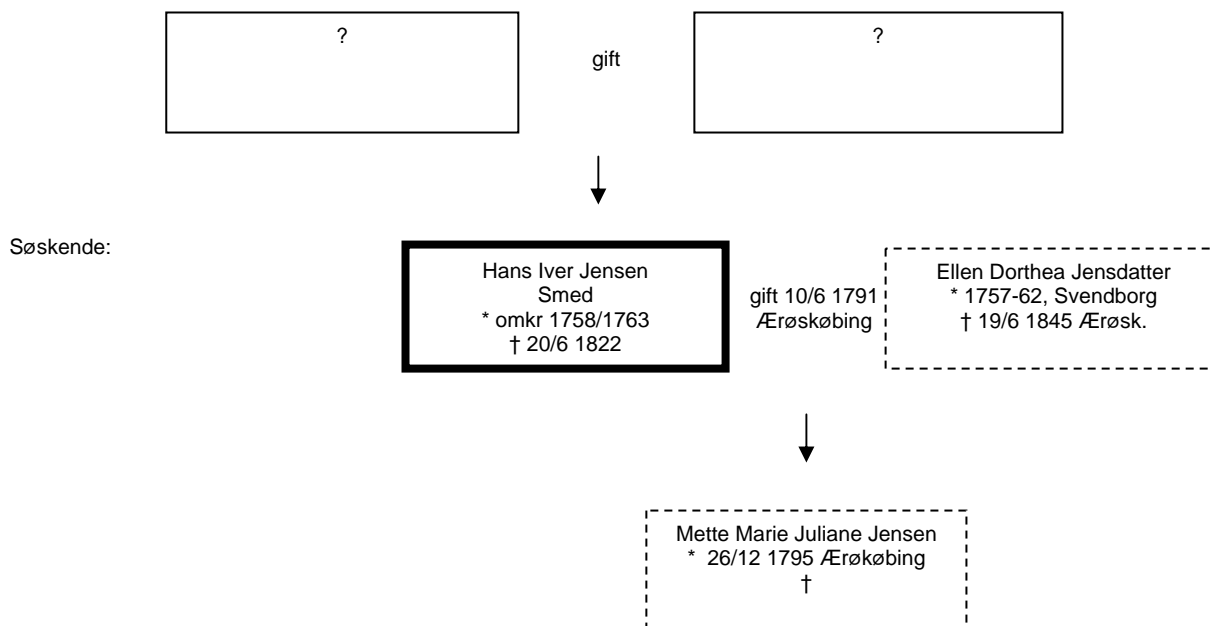 ?
gift
?
Søskende:
Hans Iver Jensen
Smed
* omkr 1758/1763
† 20/6 1822
gift 10/6 1791
Ærøskøbing
Ellen Dorthea Jensdatter
* 1757-62, Svendborg
† 19/6 1845 Ærøsk.
Mette Marie Juliane Jensen
* 26/12 1795 Ærøkøbing
†